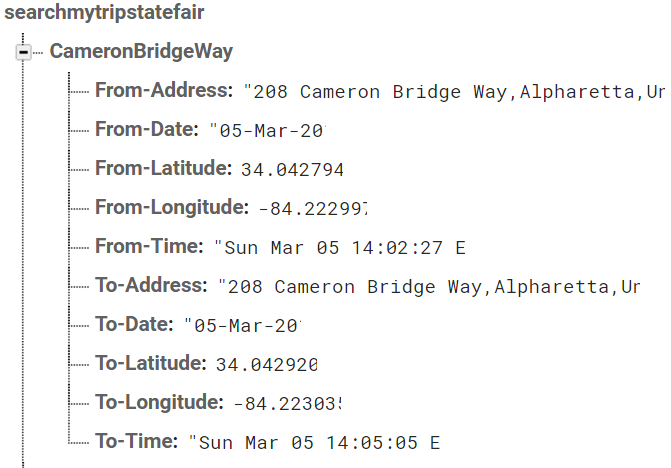 searchmytripstatefair
CameronBridgeWay
From-Address: "208 Cameron Bridge Way,Alpharetta,Un
From-Date: "05-Mar-20
From-Latitude: 34.042794
From-Longitude: -84.222997
From-Time: "Sun Mar 05 14:02:27 E
To-Address: "208 Cameron Bridge Way,Alpharetta,Un
To-Date: "05-Mar-20
To-Latitude: 34.042920
To-Longitude: -84.223035
To-Time: "Sun Mar 05 14:05:05 E